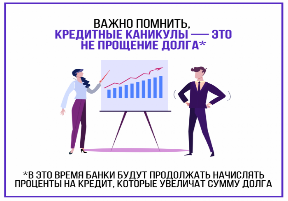 ВАЖНО ПОМНИТЬ,
КРЕДИТНЫЕ КАНИКУЛЫ — ЭТО
НЕ ПРОЩЕНИЕ ДОЛГА*
*В ЭТО ВРЕМЯ БАНКИ БУДУТ ПРОДОЛЖАТЬ НАЧИСЛЯТЬ
ПРОЦЕНТЫ НА КРЕДИТ, КОТОРЫЕ УВЕЛИЧАТ СУММУ ДОЛГА